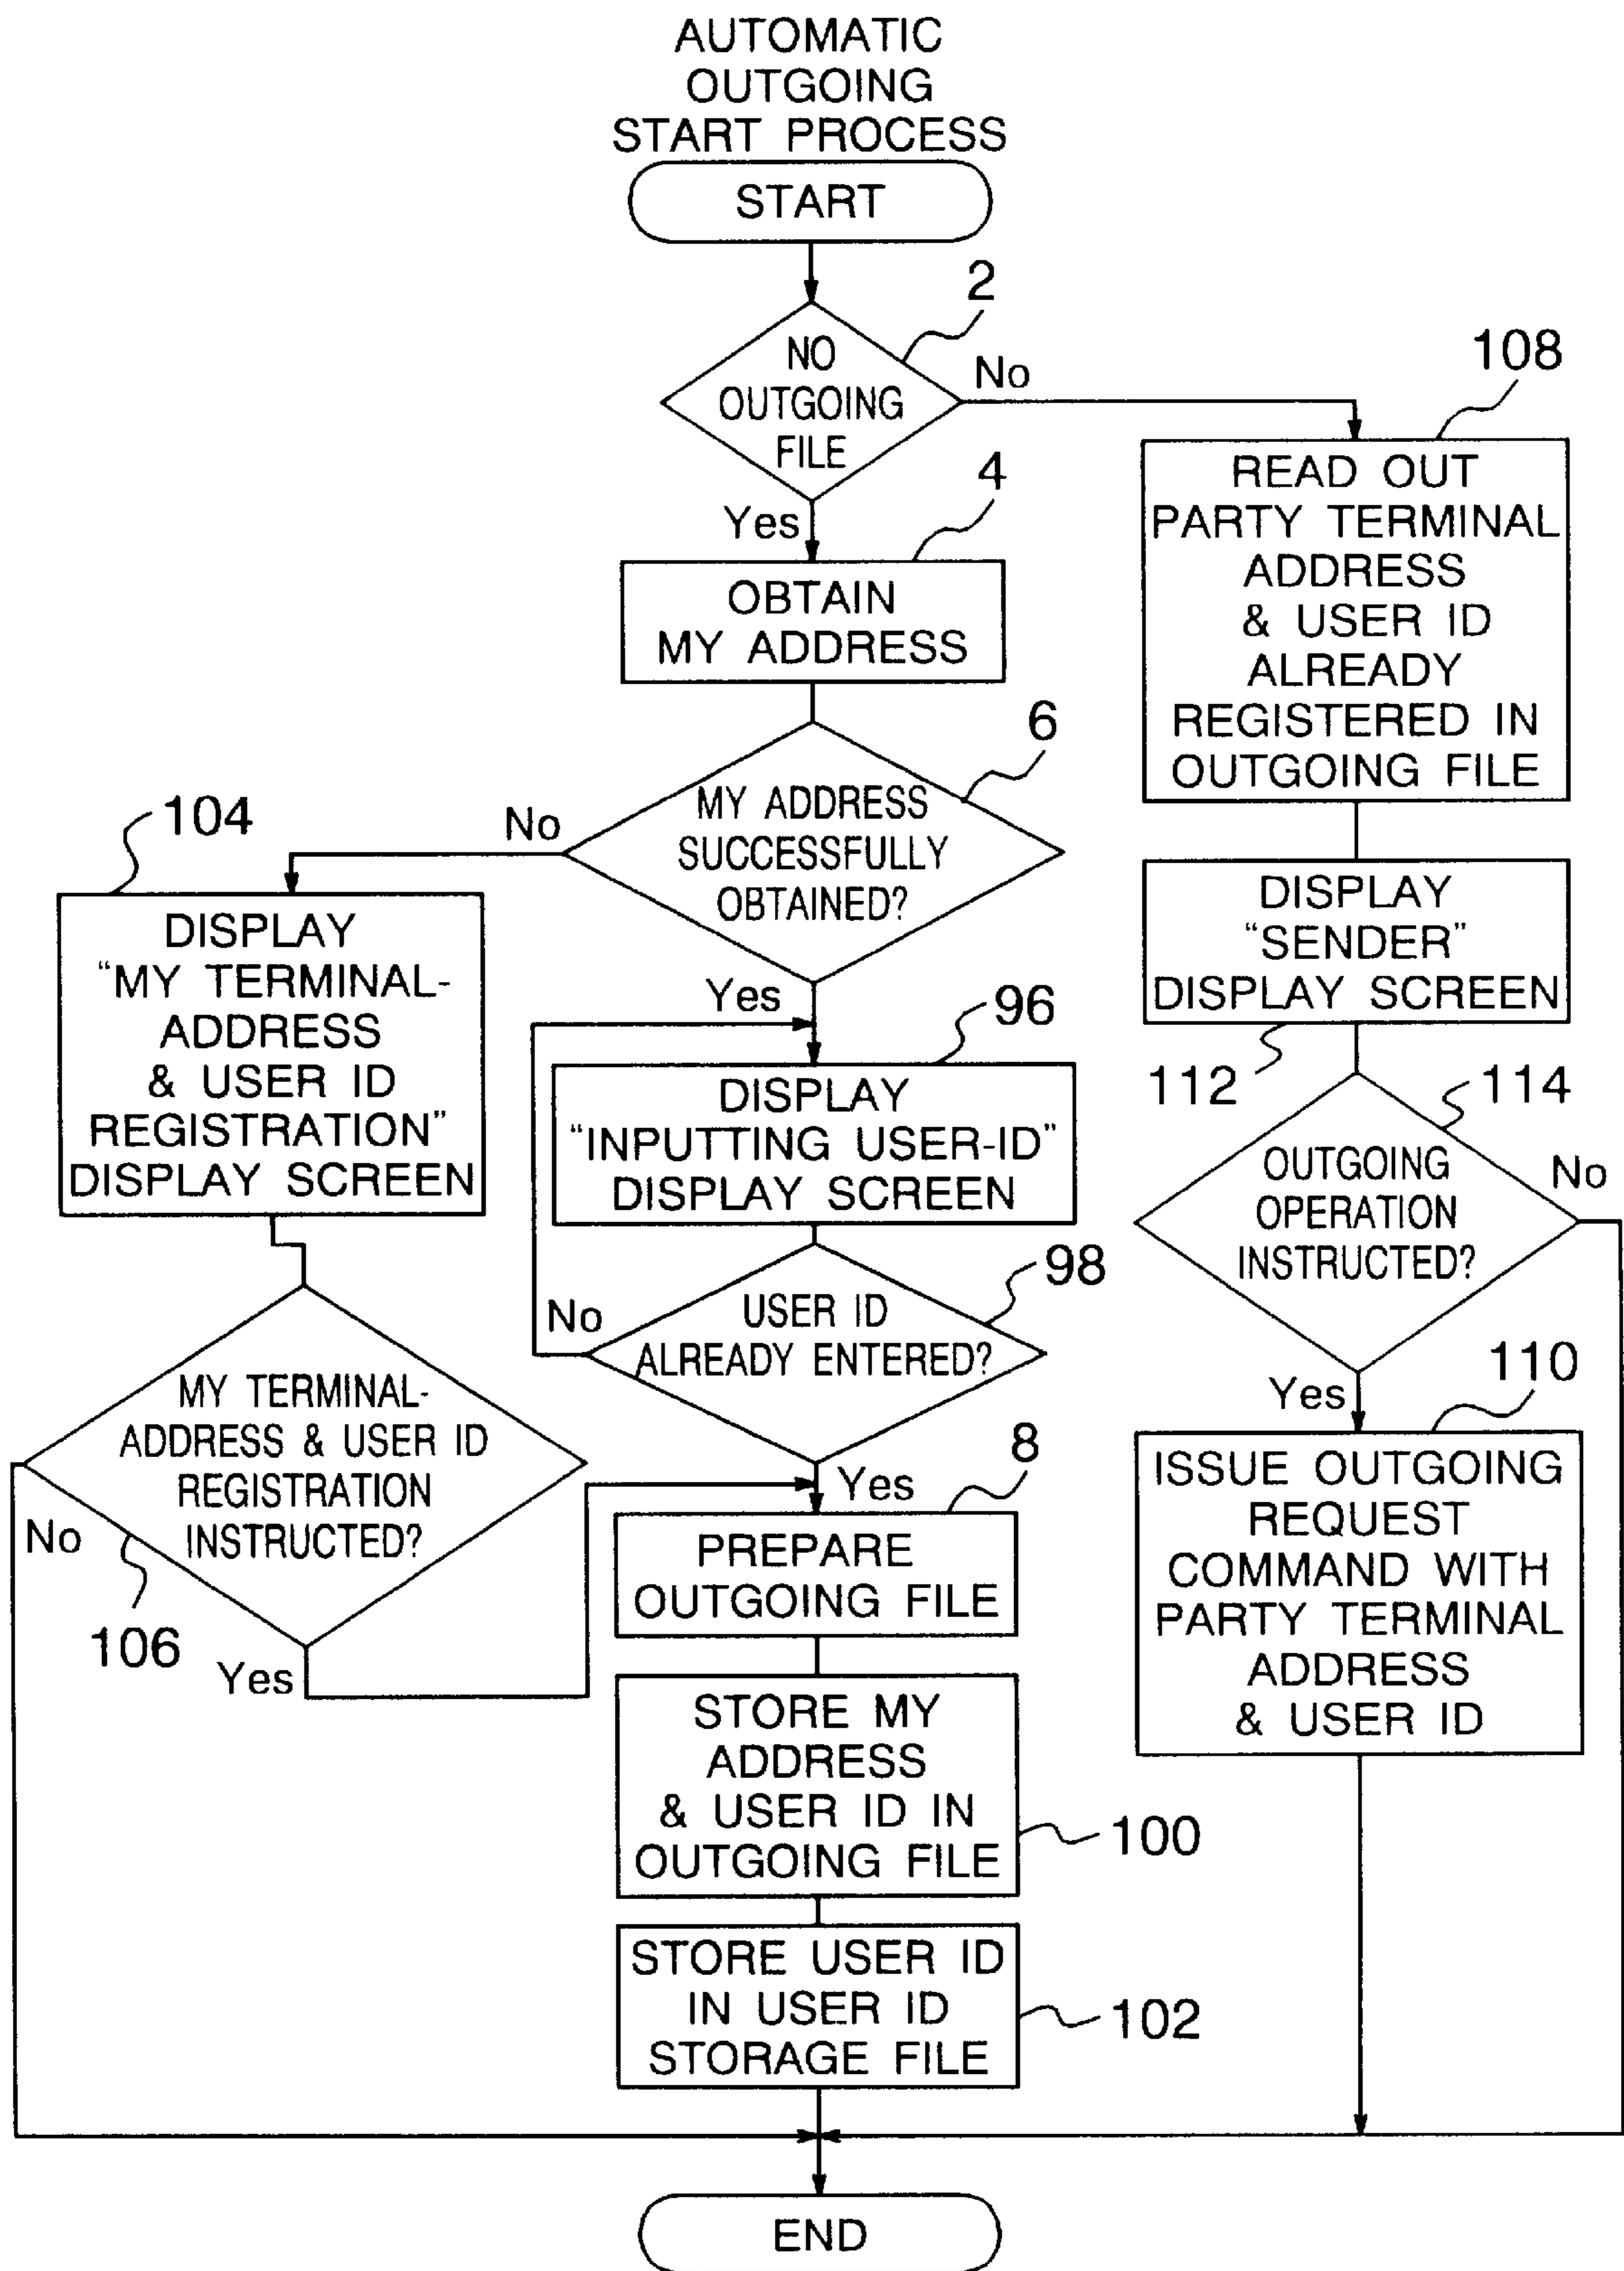 AUTOMATIC
OUTGOING
START PROCESS
START
2
NO
OUTGOING
FILE
No
Yes
108
READ OUT
PARTY TERMINAL
ADDRESS
& USER ID
ALREADY
REGISTERED IN
OUTGOING FILE
4
OBTAIN
MY ADDRESS
6
MY ADDRESS
SUCCESSFULLY
OBTAINED?
No
Yes
104
DISPLAY
“MY TERMINAL-
ADDRESS
& USER ID
REGISTRATION”
DISPLAY SCREEN
DISPLAY
“SENDER”
DISPLAY SCREEN
112
96
DISPLAY
“INPUTTING USER-ID”
DISPLAY SCREEN
114
OUTGOING
OPERATION
INSTRUCTED?
No
Yes
98
USER ID
ALREADY ENTERED?
No
Yes
MY TERMINAL-
ADDRESS & USER ID
REGISTRATION
INSTRUCTED?
No
106
Yes
8
PREPARE
OUTGOING FILE
110
ISSUE OUTGOING
REQUEST
COMMAND WITH
PARTY TERMINAL
ADDRESS
& USER ID
STORE MY
ADDRESS
& USER ID IN
OUTGOING FILE
100
STORE USER ID
IN USER ID
STORAGE FILE
102
END